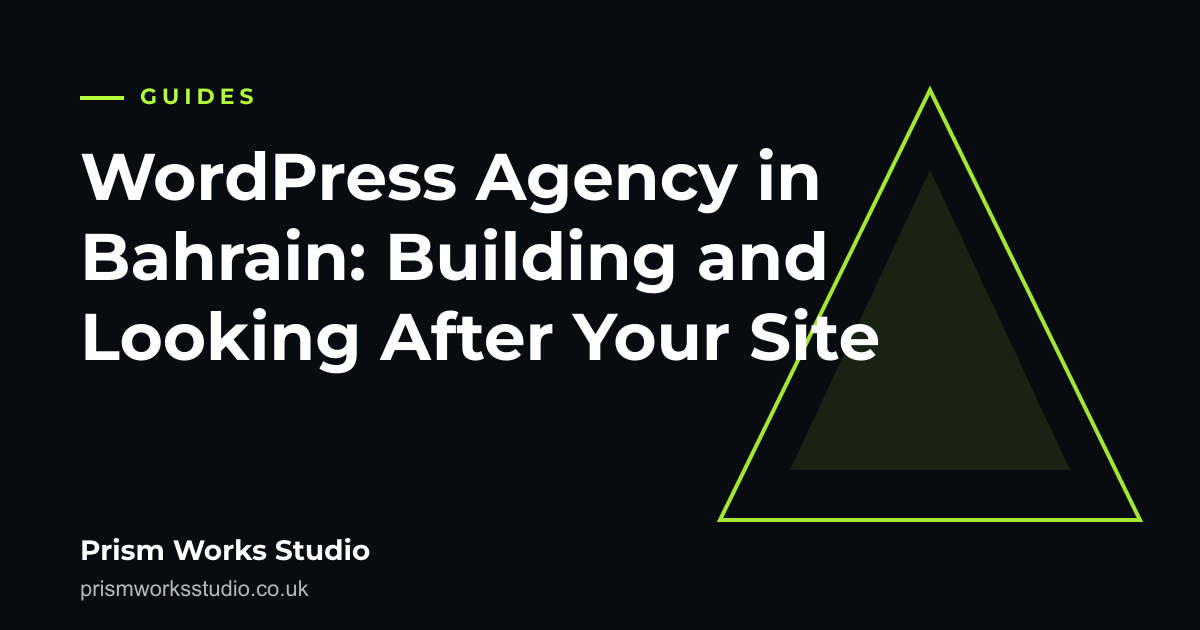 GUIDES
WordPress Agency in
Bahrain: Building and
Looking After Your Site
Prism Works Studio
prismworksstudio.co.uk